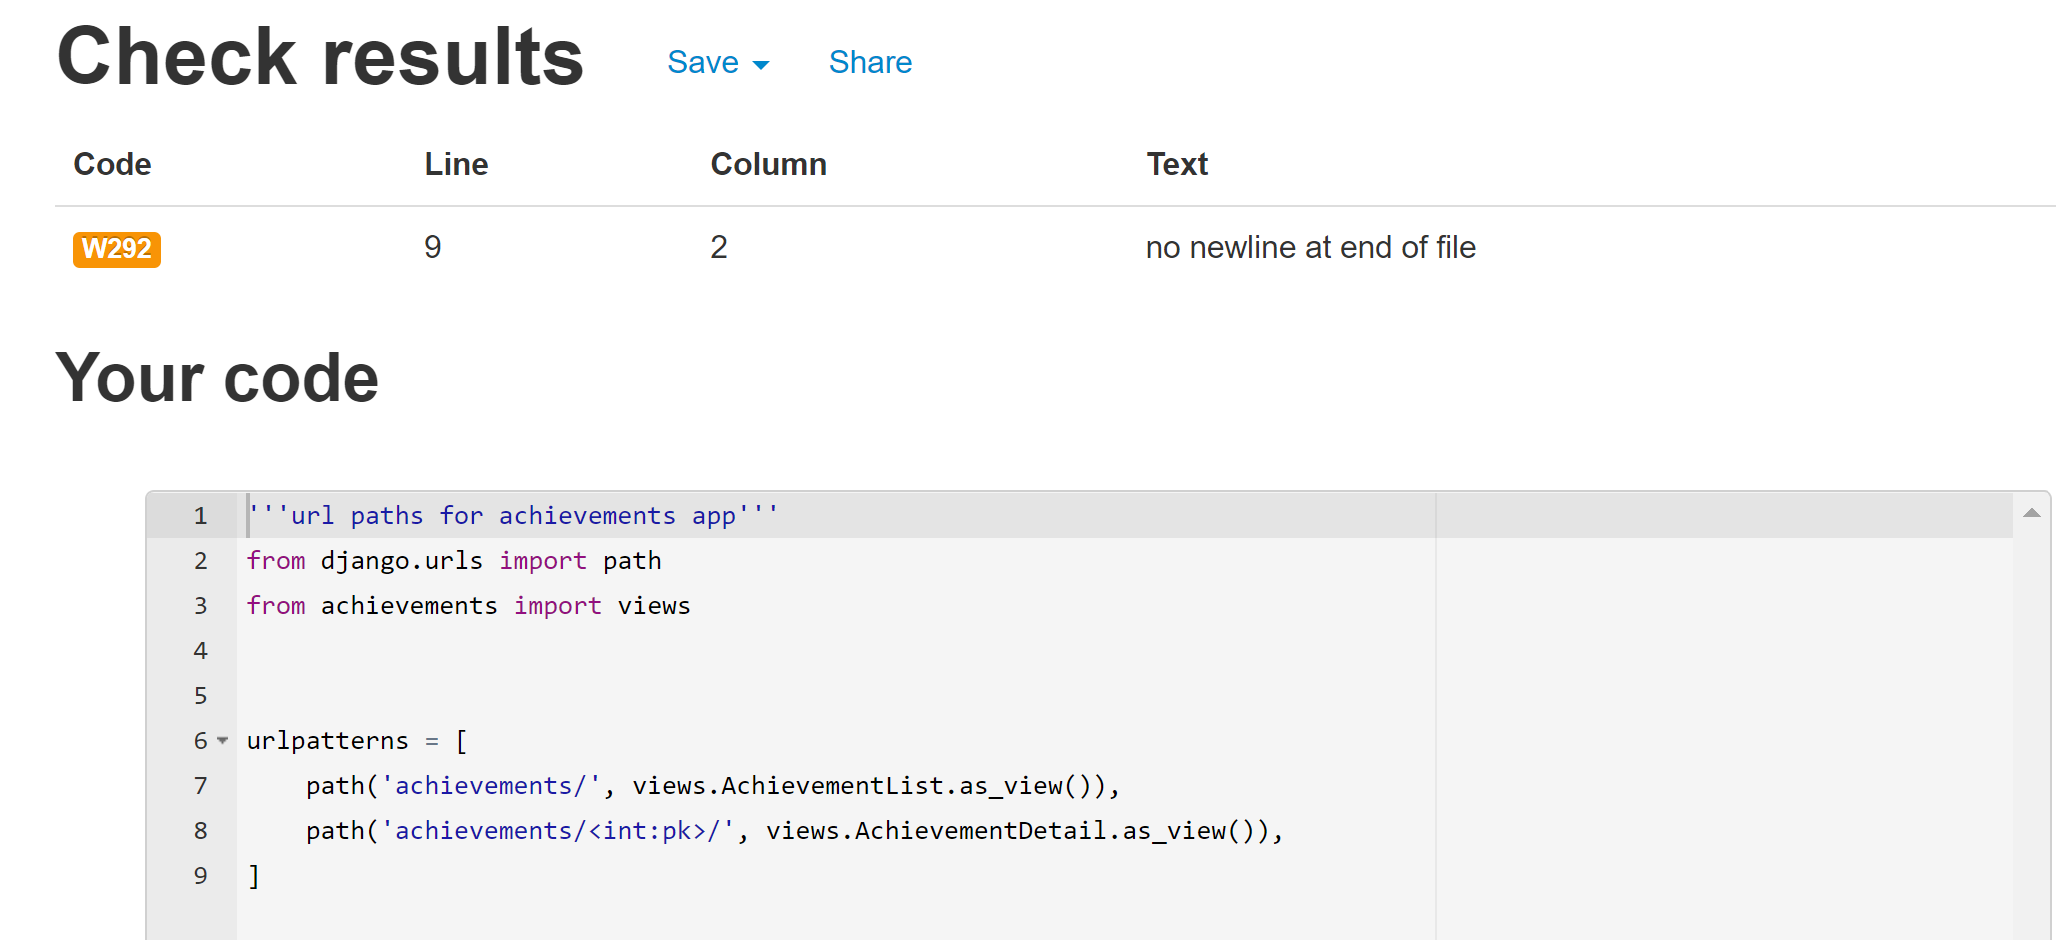 Check results Save Share
Code Line Column Text
W292 9 2 no newline at end of file
Your code
1 '''url paths for achievements app'''
2 from django.urls import path
3 from achievements import views
4
5
6 urlpatterns = [
7     path('achievements/', views.AchievementList.as_view()),
8     path('achievements/<int:pk>/', views.AchievementDetail.as_view()),
9 ]